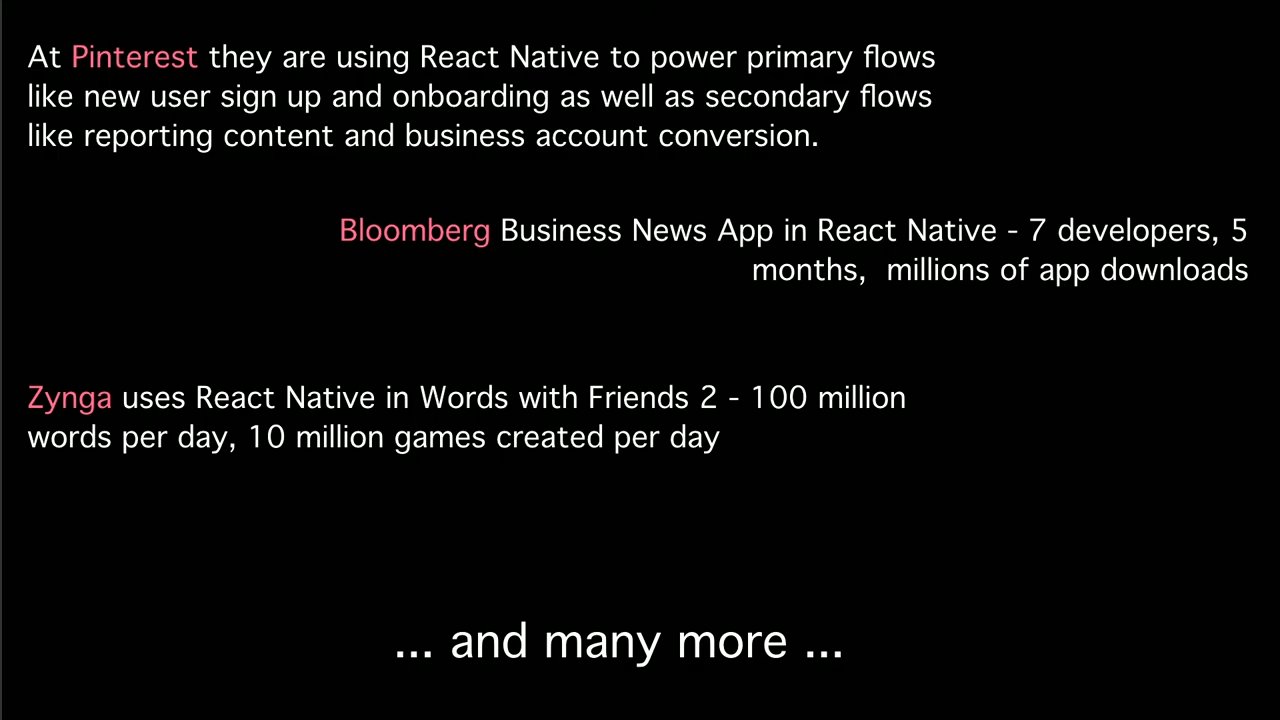 At Pinterest they are using React Native to power primary flows
like new user sign up and onboarding as well as secondary flows
like reporting content and business account conversion.
Bloomberg Business News App in React Native - 7 developers, 5
months,  millions of app downloads
Zynga uses React Native in Words with Friends 2 - 100 million
words per day, 10 million games created per day
... and many more ...